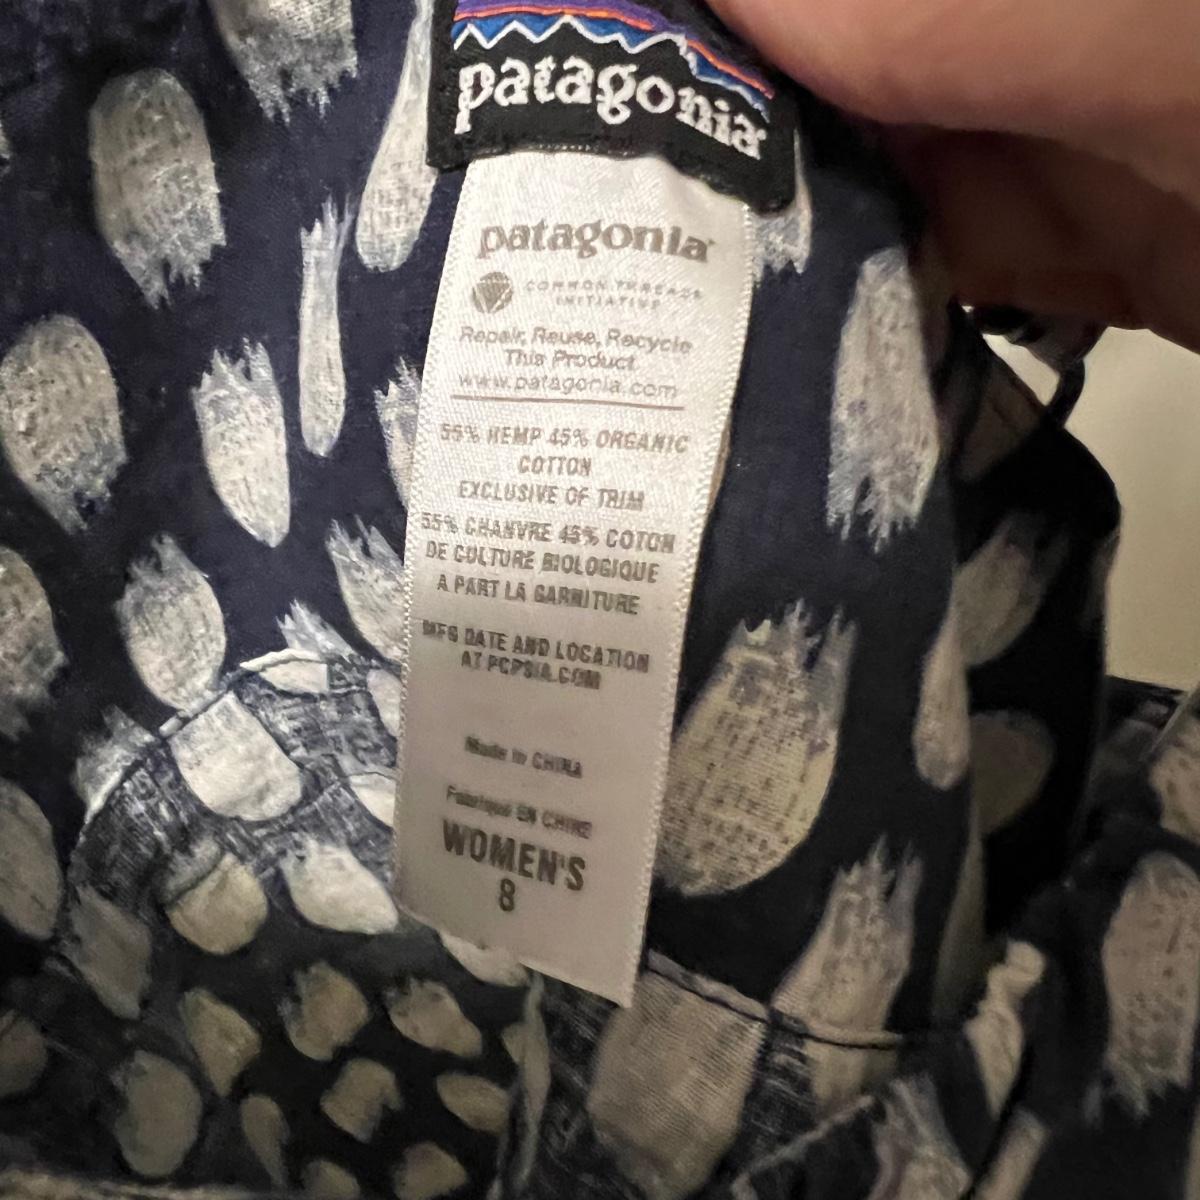 patagonia
patagonia
COMMON THREADS
INITIATIVE
Repair, Reuse, Recycle
This Product
www.patagonia.com
55% HEMP 45% ORGANIC
COTTON
EXCLUSIVE OF TRIM
55% CHANVRE 45% COTON
DE CULTURE BIOLOGIQUE
A PART LA GARNITURE
MFG DATE AND LOCATION
AT PCPSIA.COM
Made in CHINA
Fabriqué EN CHINE
WOMEN'S
8